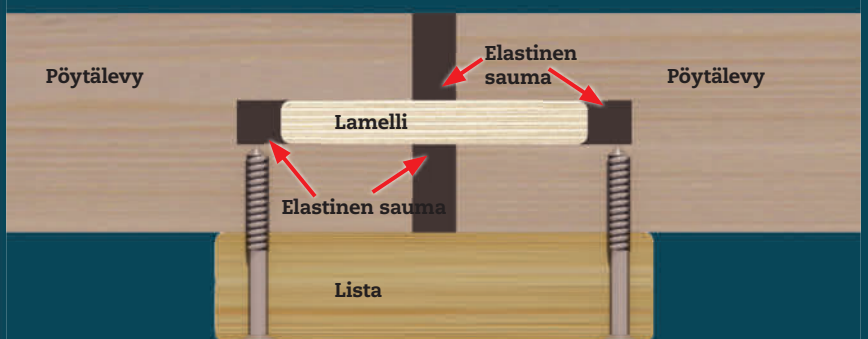 Pöytälevy
Elastinen
sauma
Pöytälevy
Lamelli
Elastinen sauma
Lista